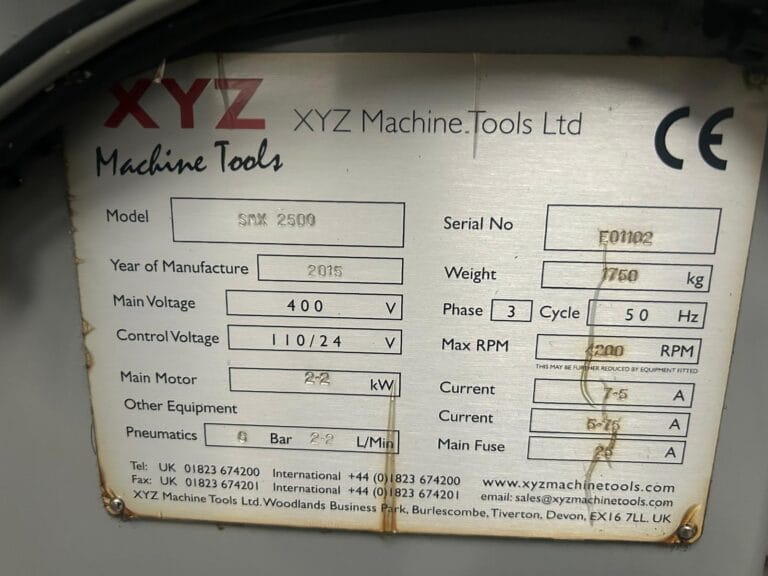 XYZ
Machine Tools
XYZ Machine Tools Ltd
CE
Model SMX 2500
Serial No E01102
Year of Manufacture 2015
Weight 1750 kg
Main Voltage 400 V
Phase 3 Cycle 50 Hz
Control Voltage 110/24 V
Max RPM 4200 RPM
THIS MAY BE FURTHER REDUCED BY EQUIPMENT FITTED
Main Motor 2-2 kW
Current 7-5 A
Other Equipment
Current 5-75 A
Pneumatics 6 Bar 2-2 L/Min
Main Fuse 25 A
Tel: UK 01823 674200 International +44 (0)1823 674200 www.xyzmachinetools.com
Fax: UK 01823 674201 International +44 (0)1823 674201 email: sales@xyzmachinetools.com
XYZ Machine Tools Ltd. Woodlands Business Park, Burlescombe, Tiverton, Devon, EX16 7LL. UK